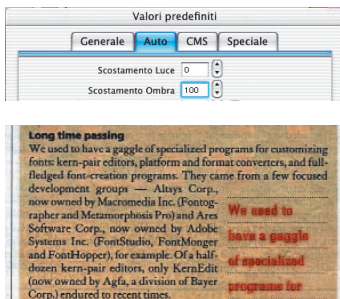 Valori predefiniti
Generale Auto CMS Speciale
Scostamento Luce 0
Scostamento Ombra 100
Long time passing
We used to have a gaggle of specialized programs for customizing
fonts: kern-pair editors, platform and format converters, and full-
fledged font-creation programs. They came from a few focused
development groups — Altsys Corp.,
now owned by Macromedia Inc. (Fontog-
rapher and Metamorphosis Pro) and Ares
Software Corp., now owned by Adobe
Systems Inc. (FontStudio, FontMonger
and FontHopper), for example. Of a half-
dozen kern-pair editors, only KernEdit
(now owned by Agfa, a division of Bayer
Corp.) endured to recent times.
We used to
have a gaggle
of specialized
programs for